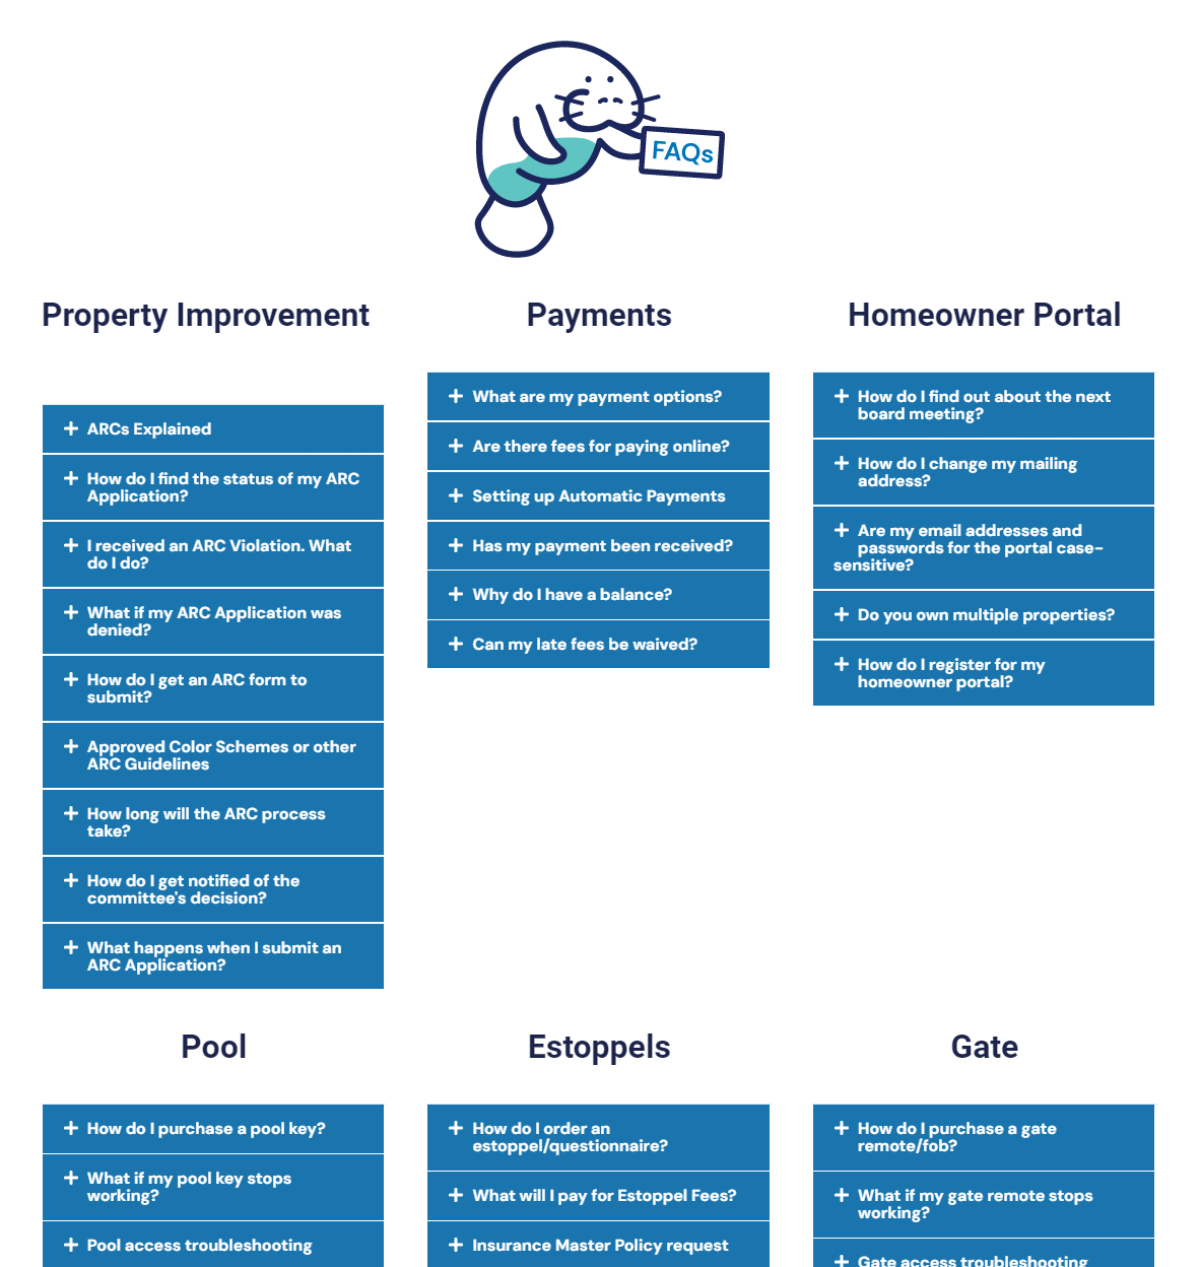 FAQs
Property Improvement
ARCs Explained
How do I find the status of my ARC
Application?
I received an ARC Violation. What
do I do?
What if my ARC Application was
denied?
How do I get an ARC form to
submit?
Approved Color Schemes or other
ARC Guidelines
How long will the ARC process
take?
How do I get notified of the
committee's decision?
What happens when I submit an
ARC Application?
Payments
What are my payment options?
Are there fees for paying online?
Setting up Automatic Payments
Has my payment been received?
Why do I have a balance?
Can my late fees be waived?
Homeowner Portal
How do I find out about the next
board meeting?
How do I change my mailing
address?
Are my email addresses and
passwords for the portal case-
sensitive?
Do you own multiple properties?
How do I register for my
homeowner portal?
Pool
How do I purchase a pool key?
What if my pool key stops
working?
Pool access troubleshooting
Estoppels
How do I order an
estoppel/questionnaire?
What will I pay for Estoppel Fees?
Insurance Master Policy request
Gate
How do I purchase a gate
remote/fob?
What if my gate remote stops
working?
Gate access troubleshooting